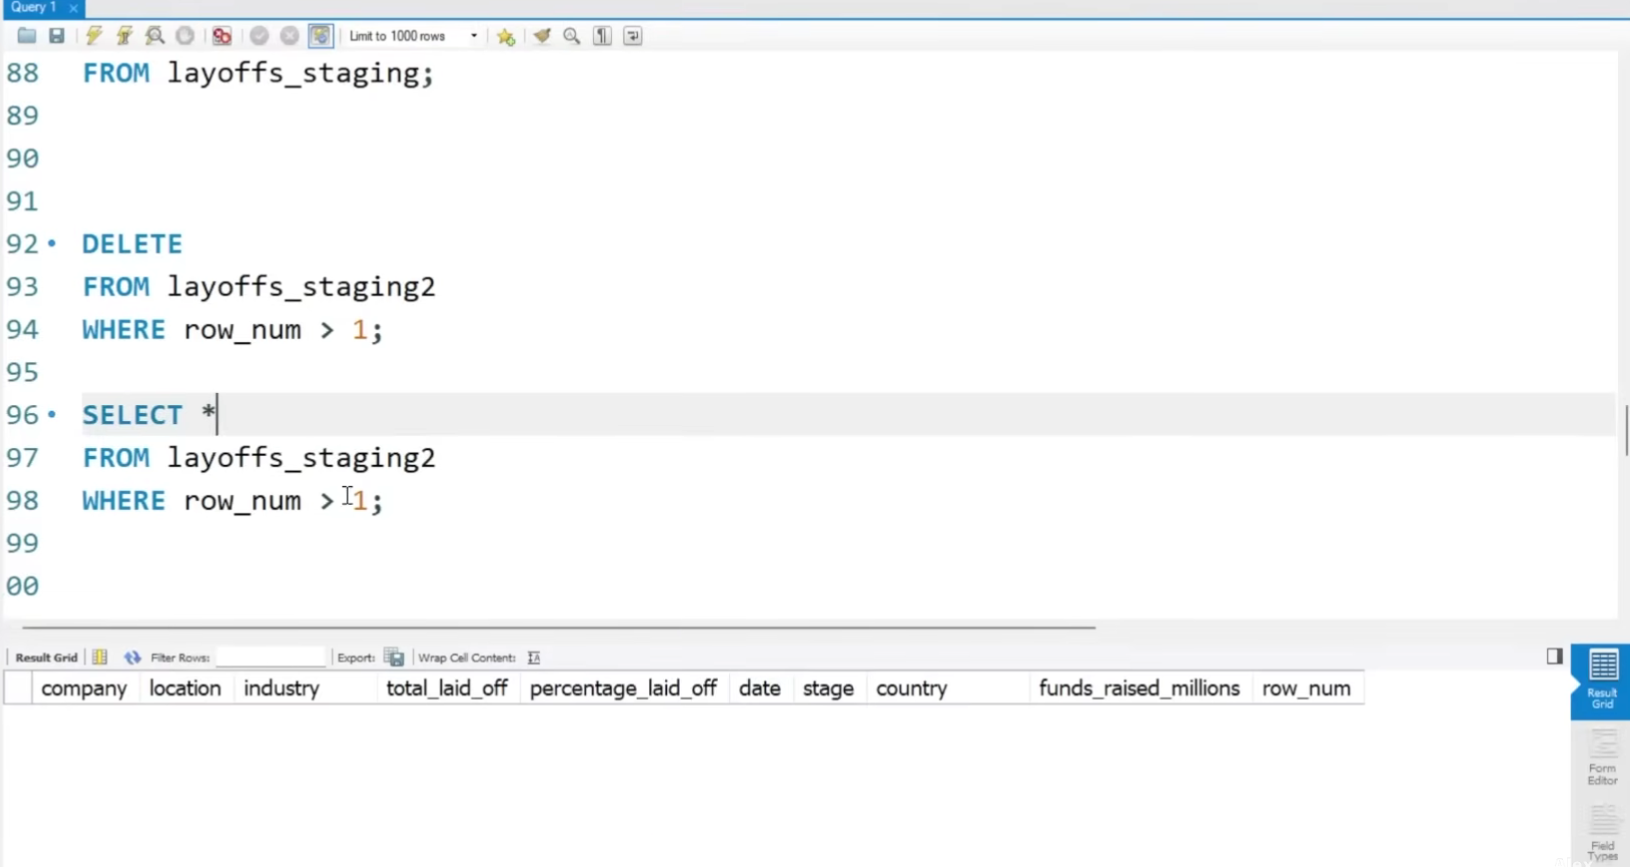 Query 1 ×
Limit to 1000 rows
88 FROM layoffs_staging;
89
90
91
92 • DELETE
93 FROM layoffs_staging2
94 WHERE row_num > 1;
95
96 • SELECT *
97 FROM layoffs_staging2
98 WHERE row_num > 1;
99
00
Result Grid Filter Rows: Export: Wrap Cell Content: IA
company location industry total_laid_off percentage_laid_off date stage country funds_raised_millions row_num
Result
Grid
Form
Editor
Field
Types